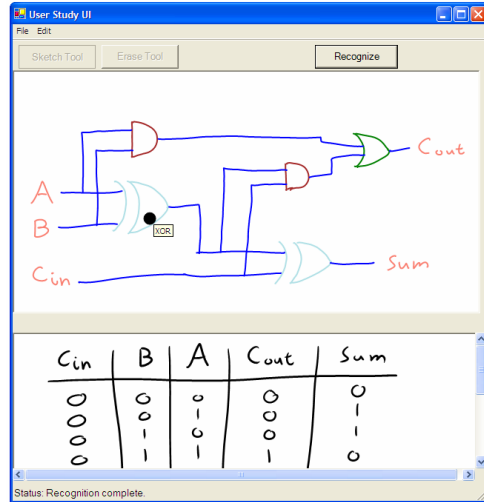 User Study UI
File Edit
Sketch Tool Erase Tool Recognize
Cout
A
XOR
B
Sum
Cin
Cin B A Cout Sum
0 0 0 0 0
0 0 1 0 1
0 1 0 0 1
0 1 1 1 0
Status: Recognition complete.